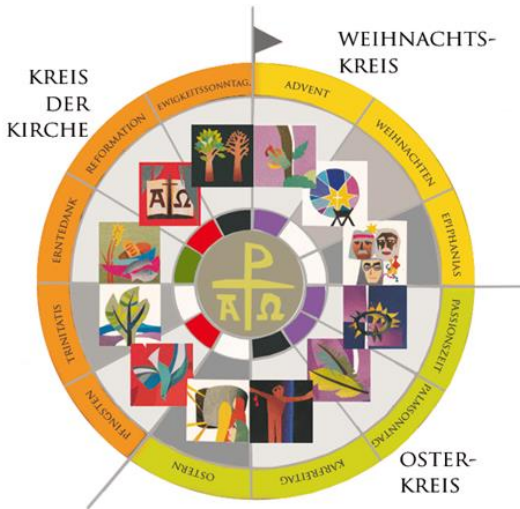 WEIHNACHTS-
KREIS
KREIS
DER
KIRCHE
ADVENT
WEIHNACHTEN
EPIPHANIAS
PASSIONSZEIT
PALMSONNTAG
KARFREITAG
OSTERN
PFINGSTEN
TRINITATIS
ERNTEDANK
REFORMATION
EWIGKEITSSONNTAG.
Α Ω
P
Α Ω
OSTER-
KREIS